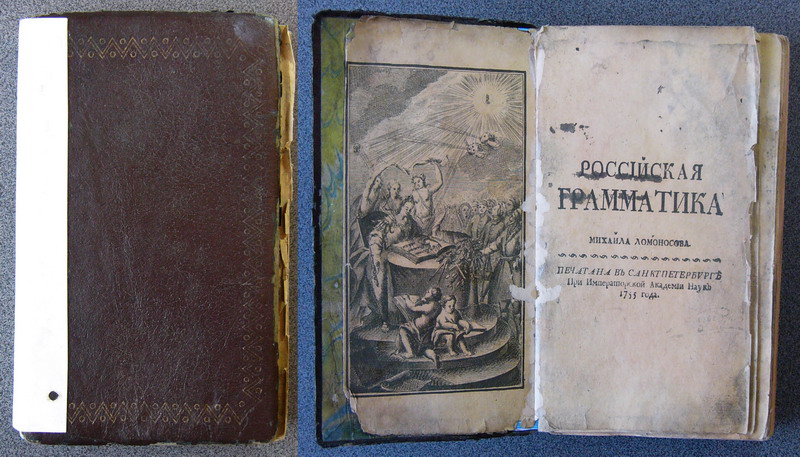 РОССІЙСКАЯ
ГРАММАТИКА
МИХАЙЛА ЛОМОНОСОВА.
ПЕЧАТАНА ВЪ САНКТПЕТЕРБУРГѢ
При Императорской Академіи Наукъ
1755 года.